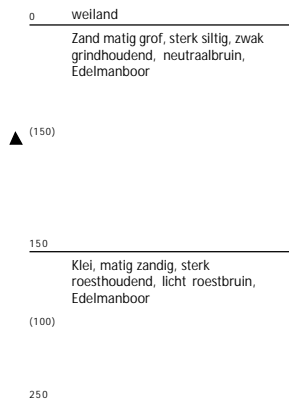 0 weiland
Zand matig grof, sterk siltig, zwak
grindhoudend, neutraalbruin,
Edelmanboor
(150)
150
Klei, matig zandig, sterk
roesthoudend, licht roestbruin,
Edelmanboor
(100)
250